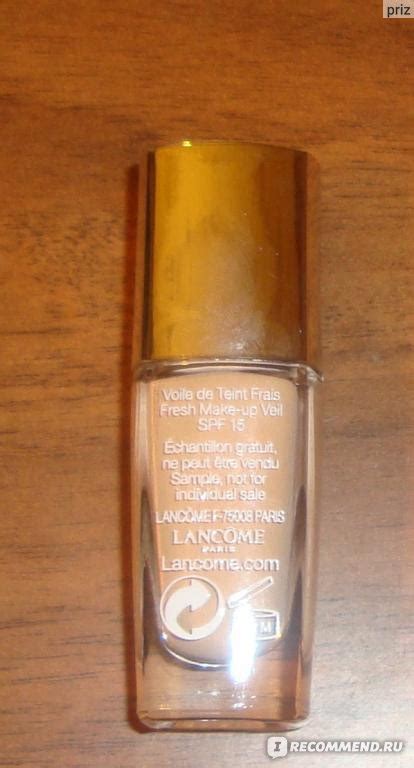 priz
Voile de Teint Frais
Fresh Make-up Veil
SPF 15
Échantillon gratuit,
ne peut être vendu
Sample, not for
individual sale
LANCÔME F-75008 PARIS
LANCÔME
PARIS
Lancome.com
M
I RECOMMEND.RU